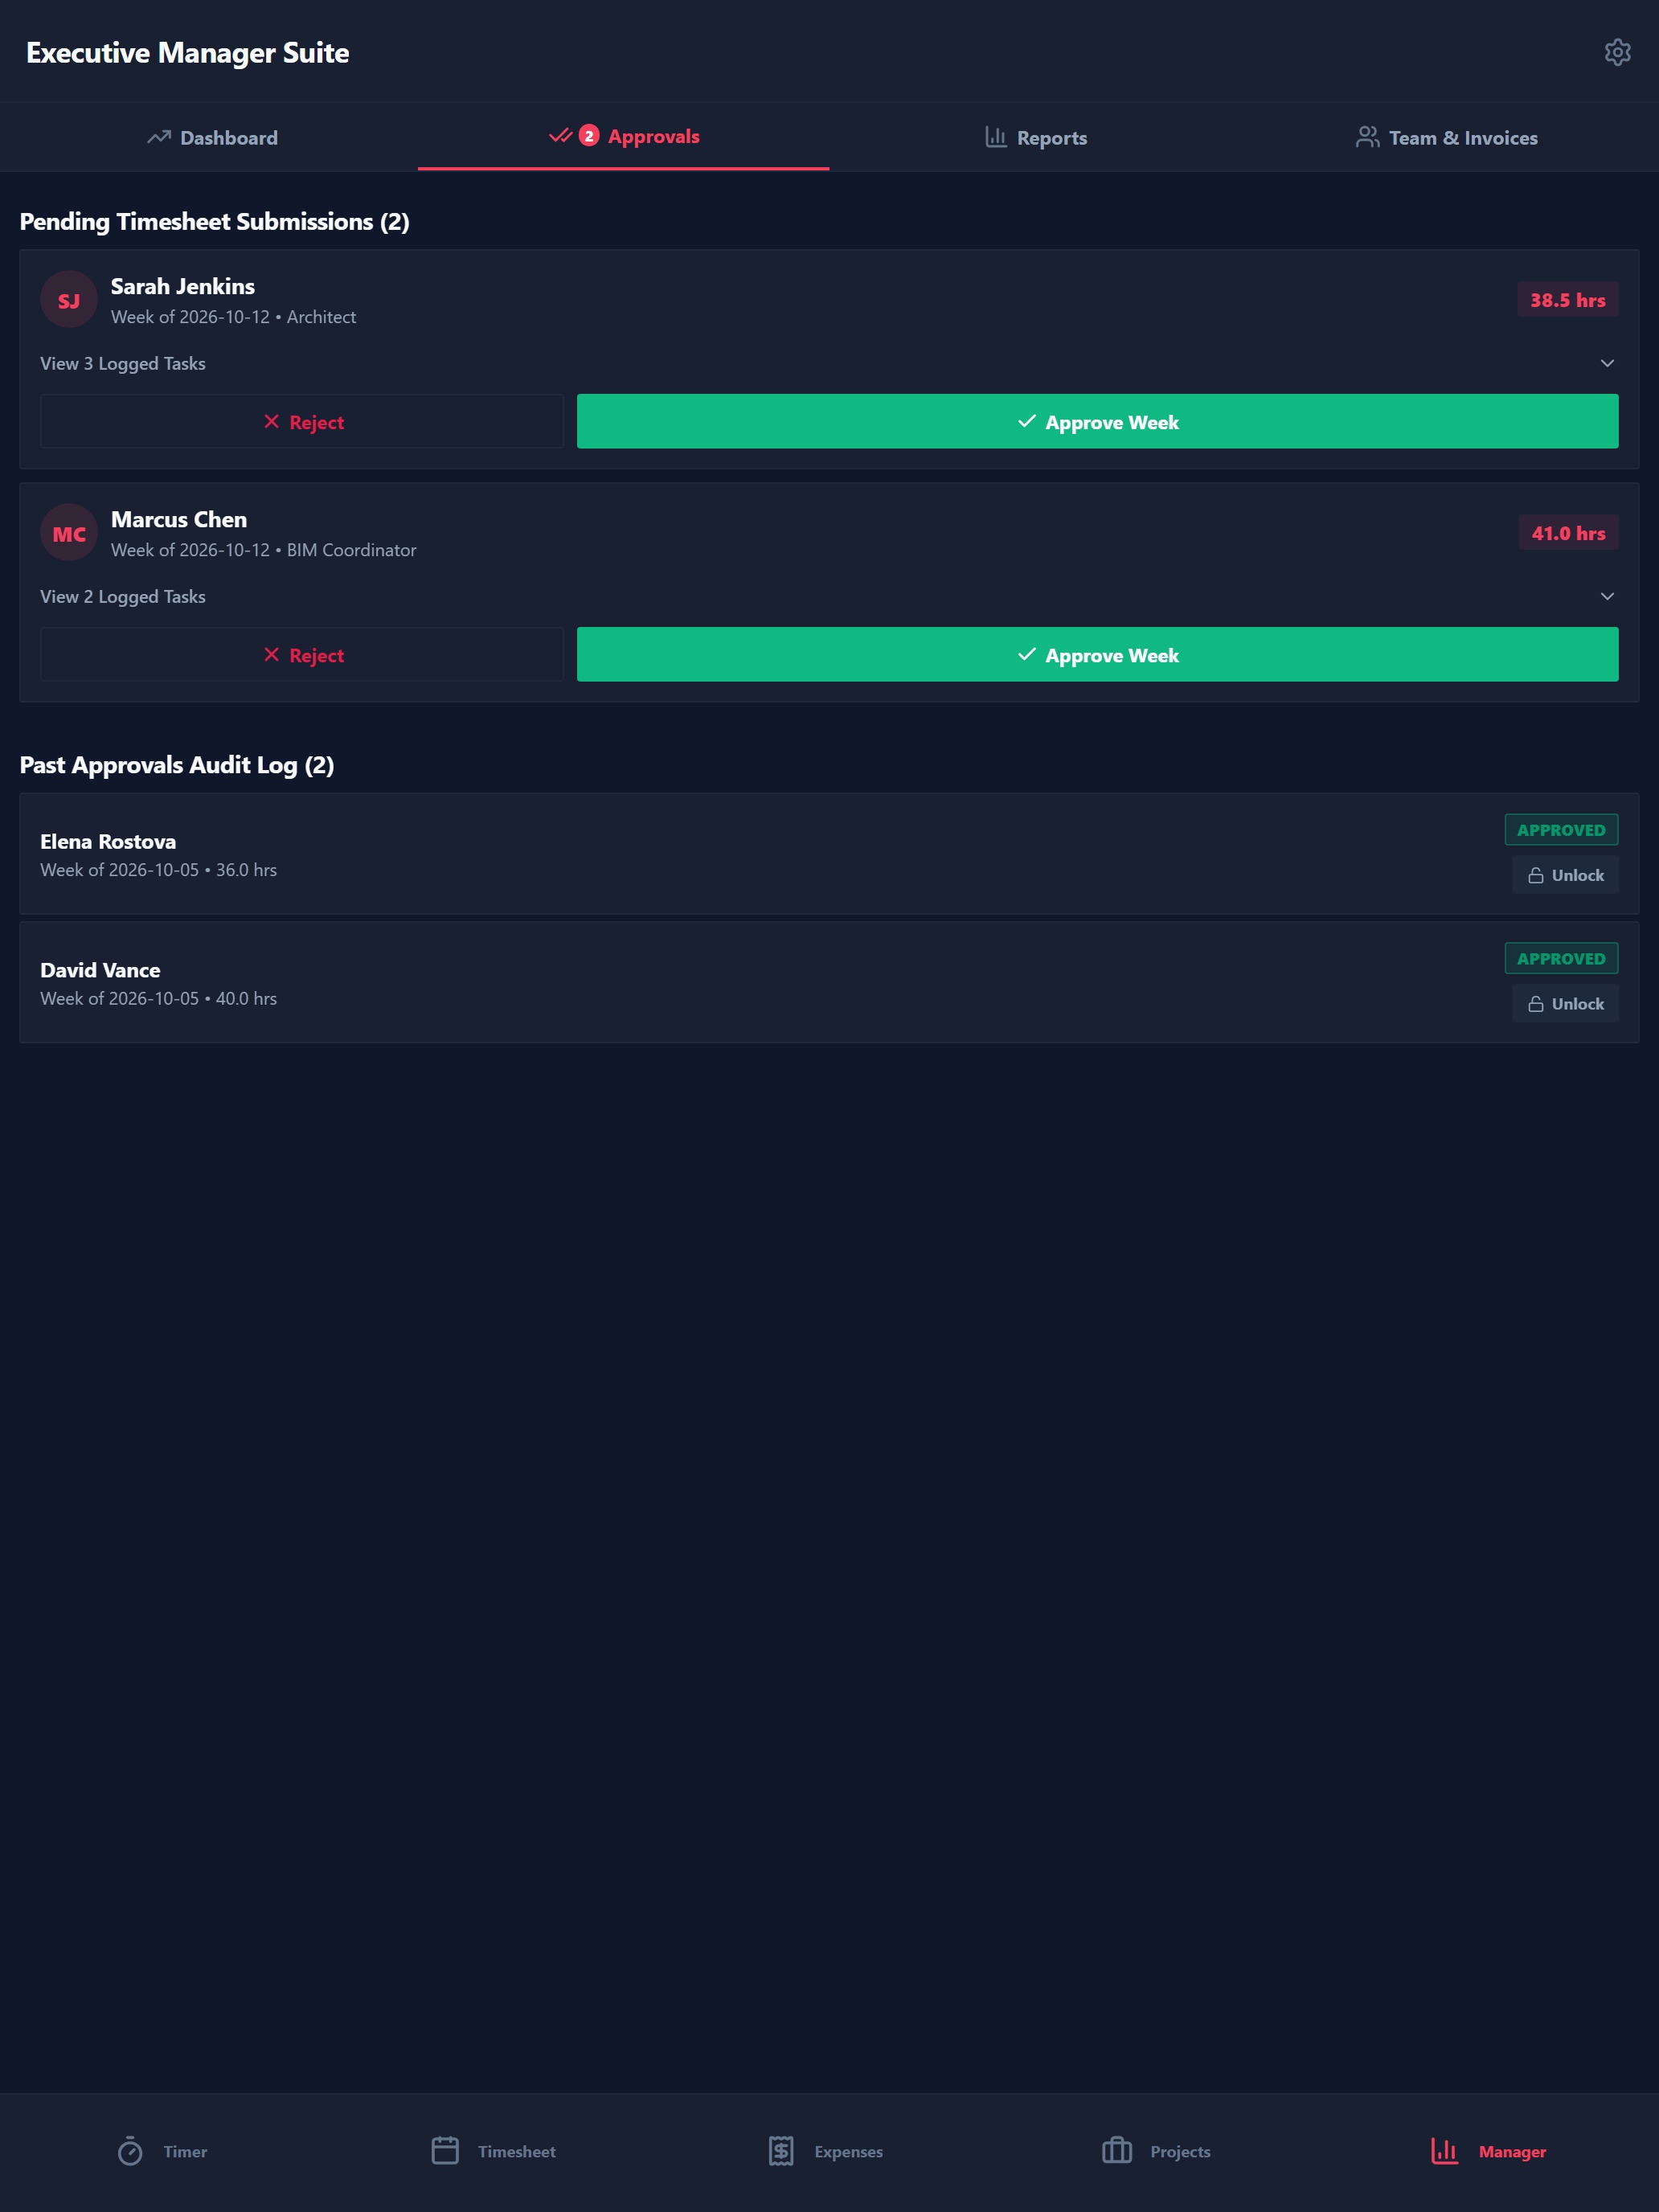 Executive Manager Suite
Dashboard
2 Approvals
Reports
Team & Invoices
Pending Timesheet Submissions (2)
SJ
Sarah Jenkins
Week of 2026-10-12 • Architect
38.5 hrs
View 3 Logged Tasks
Reject
Approve Week
MC
Marcus Chen
Week of 2026-10-12 • BIM Coordinator
41.0 hrs
View 2 Logged Tasks
Reject
Approve Week
Past Approvals Audit Log (2)
Elena Rostova
Week of 2026-10-05 • 36.0 hrs
APPROVED
Unlock
David Vance
Week of 2026-10-05 • 40.0 hrs
APPROVED
Unlock
Timer
Timesheet
Expenses
Projects
Manager